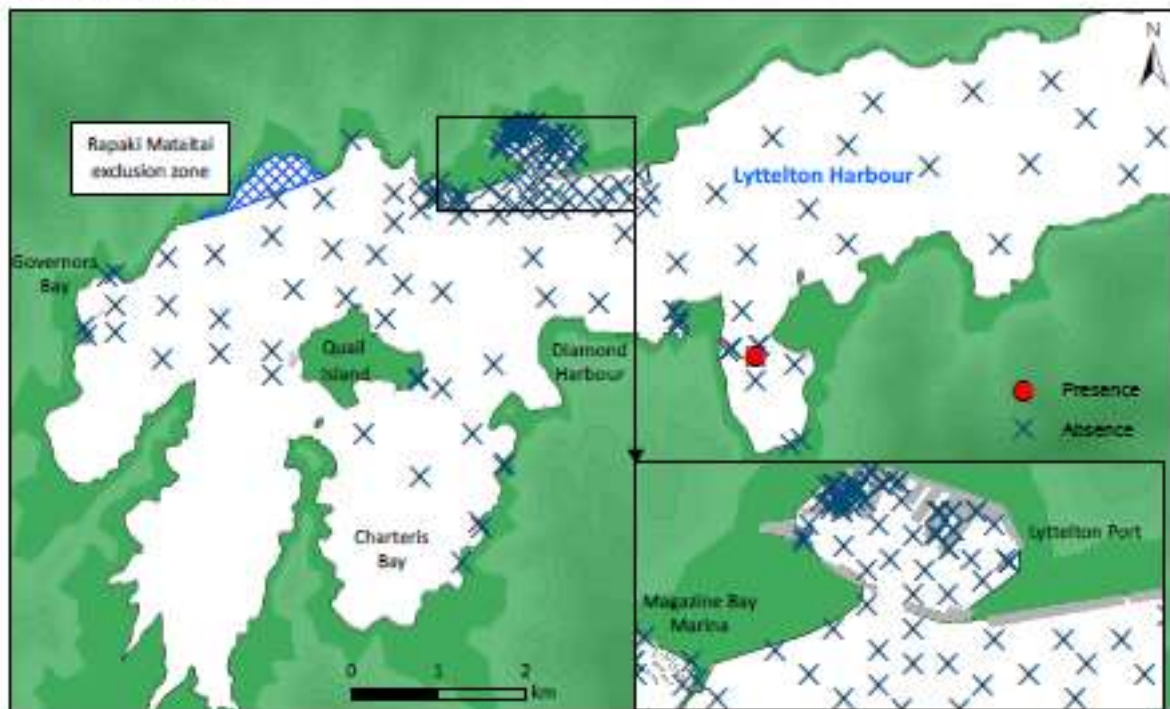 N
Rapaki Mataitai
exclusion zone
Lyttelton Harbour
Governors
Bay
Quail
Island
Diamond
Harbour
Presence
Absence
Charteris
Bay
Lyttelton Port
Magazine Bay
Marina
0 1 2
km